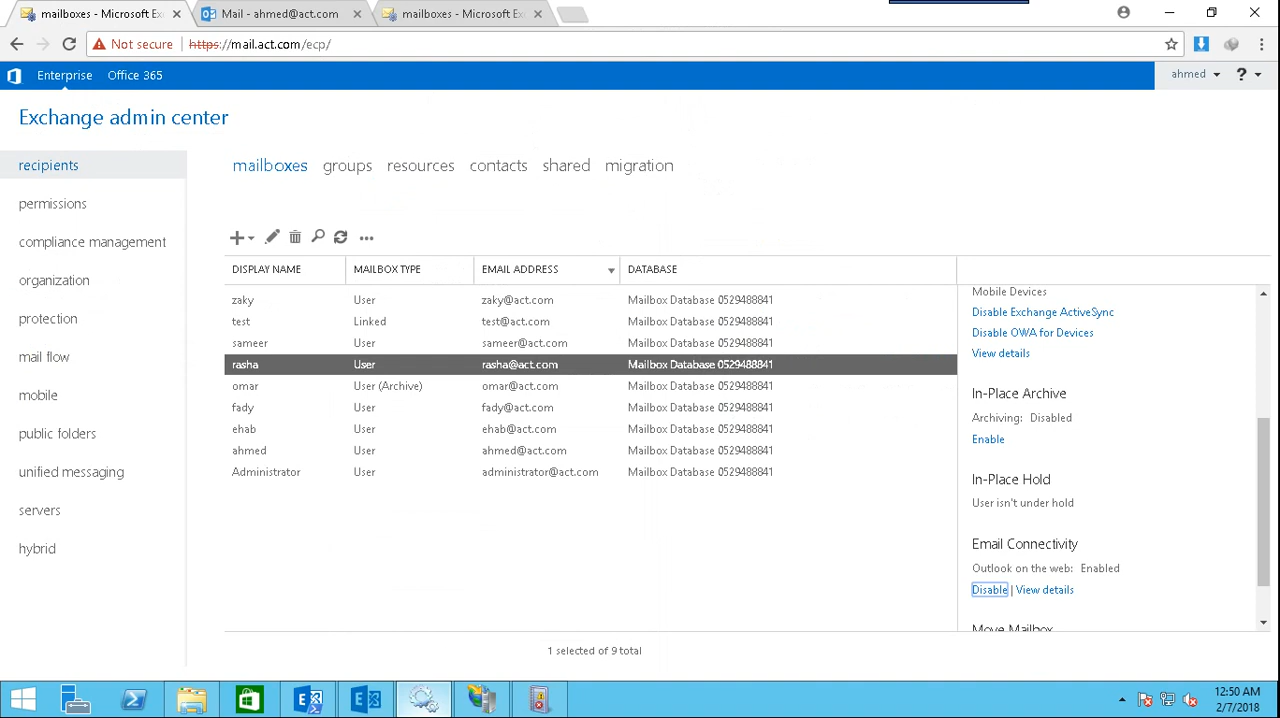 mailboxes - Microsoft Ex
Mail - ahmed@act.com
mailboxes - Microsoft Ex
Not secure
https://mail.act.com/ecp/
Enterprise
Office 365
ahmed
?
Exchange admin center
recipients
permissions
compliance management
organization
protection
mail flow
mobile
public folders
unified messaging
servers
hybrid
mailboxes groups resources contacts shared migration
DISPLAY NAME MAILBOX TYPE EMAIL ADDRESS DATABASE
zaky User zaky@act.com Mailbox Database 0529488841
test Linked test@act.com Mailbox Database 0529488841
sameer User sameer@act.com Mailbox Database 0529488841
rasha User rasha@act.com Mailbox Database 0529488841
omar User (Archive) omar@act.com Mailbox Database 0529488841
fady User fady@act.com Mailbox Database 0529488841
ehab User ehab@act.com Mailbox Database 0529488841
ahmed User ahmed@act.com Mailbox Database 0529488841
Administrator User administrator@act.com Mailbox Database 0529488841
1 selected of 9 total
Mobile Devices
Disable Exchange ActiveSync
Disable OWA for Devices
View details
In-Place Archive
Archiving: Disabled
Enable
In-Place Hold
User isn't under hold
Email Connectivity
Outlook on the web: Enabled
Disable | View details
Move Mailbox
12:50 AM
2/7/2018